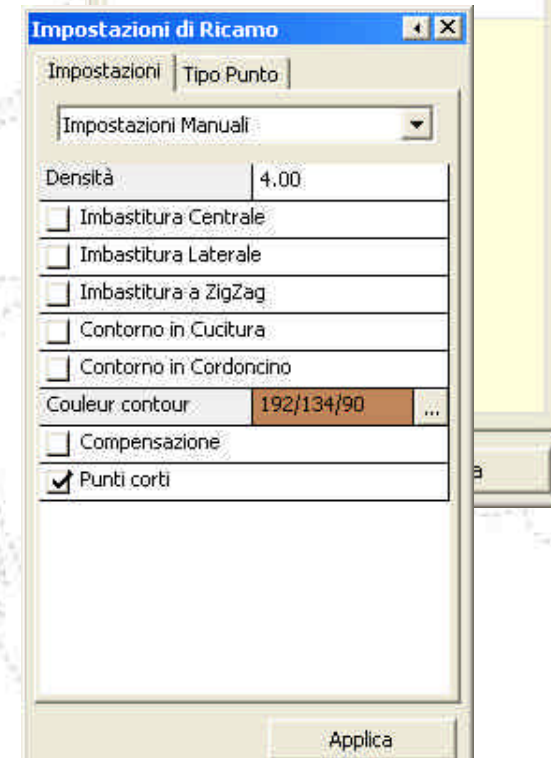 Impostazioni di Ricamo
Impostazioni Tipo Punto
Impostazioni Manuali
Densità 4.00
Imbastitura Centrale
Imbastitura Laterale
Imbastitura a ZigZag
Contorno in Cucitura
Contorno in Cordoncino
Couleur contour 192/134/90 ...
Compensazione
Punti corti
a
Applica